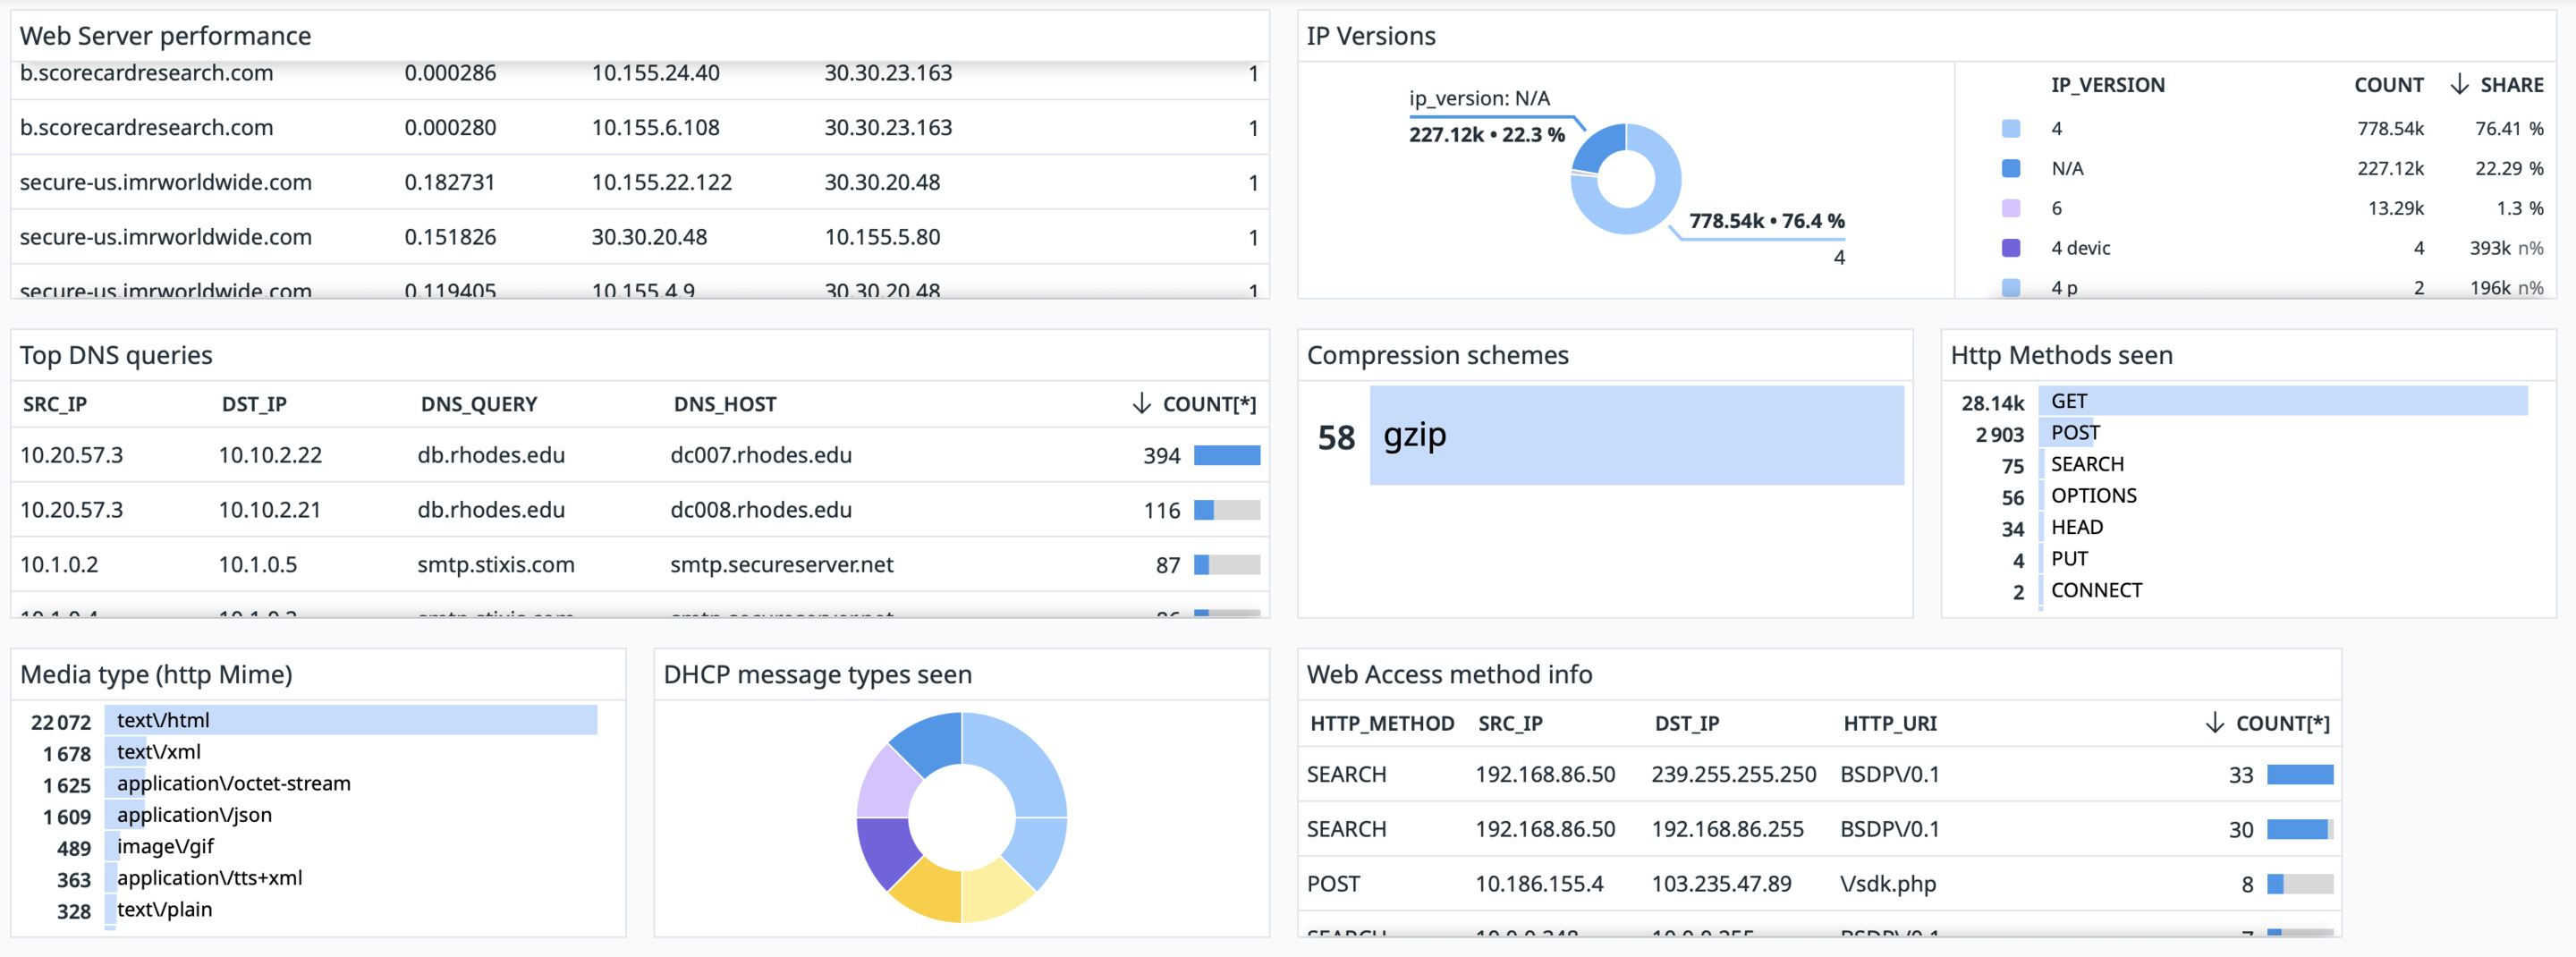 Web Server performance
b.scorecardresearch.com 0.000286 10.155.24.40 30.30.23.163 1
b.scorecardresearch.com 0.000280 10.155.6.108 30.30.23.163 1
secure-us.imrworldwide.com 0.182731 10.155.22.122 30.30.20.48 1
secure-us.imrworldwide.com 0.151826 30.30.20.48 10.155.5.80 1
secure-us.imrworldwide.com 0.119405 10.155.4.9 30.30.20.48 1
IP Versions
ip_version: N/A
227.12k • 22.3 %
778.54k • 76.4 %
4
IP_VERSION COUNT ↓ SHARE
4 778.54k 76.41 %
N/A 227.12k 22.29 %
6 13.29k 1.3 %
4 devic 4 393k n%
4 p 2 196k n%
Top DNS queries
SRC_IP DST_IP DNS_QUERY DNS_HOST ↓ COUNT[*]
10.20.57.3 10.10.2.22 db.rhodes.edu dc007.rhodes.edu 394
10.20.57.3 10.10.2.21 db.rhodes.edu dc008.rhodes.edu 116
10.1.0.2 10.1.0.5 smtp.stixis.com smtp.secureserver.net 87
Compression schemes
58 gzip
Http Methods seen
28.14k GET
2 903 POST
75 SEARCH
56 OPTIONS
34 HEAD
4 PUT
2 CONNECT
Media type (http Mime)
22 072 text\/html
1 678 text\/xml
1 625 application\/octet-stream
1 609 application\/json
489 image\/gif
363 application\/tts+xml
328 text\/plain
DHCP message types seen
Web Access method info
HTTP_METHOD SRC_IP DST_IP HTTP_URI ↓ COUNT[*]
SEARCH 192.168.86.50 239.255.255.250 BSDP\/0.1 33
SEARCH 192.168.86.50 192.168.86.255 BSDP\/0.1 30
POST 10.186.155.4 103.235.47.89 \/sdk.php 8